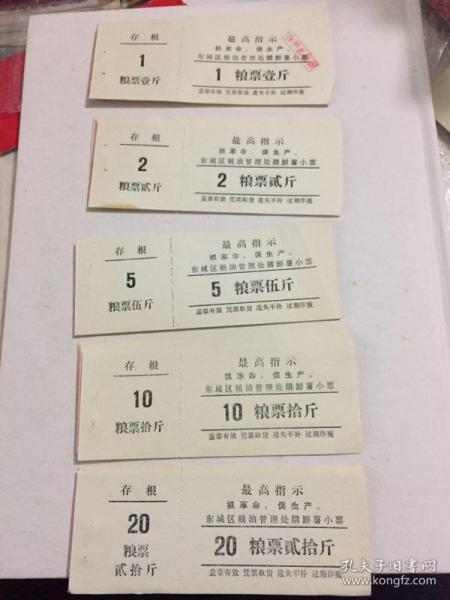 存根
1
粮票壹斤
最高指示
抓革命、促生产。
东城区粮油管理处购鲜薯小票
1 粮票壹斤
盖章有效 凭票取货 遗失不补 过期作废
存根
2
粮票贰斤
最高指示
抓革命、促生产。
东城区粮油管理处购鲜薯小票
2 粮票贰斤
盖章有效 凭票取货 遗失不补 过期作废
存根
5
粮票伍斤
最高指示
抓革命、促生产。
东城区粮油管理处购鲜薯小票
5 粮票伍斤
盖章有效 凭票取货 遗失不补 过期作废
存根
10
粮票拾斤
最高指示
抓革命、促生产。
东城区粮油管理处购鲜薯小票
10 粮票拾斤
盖章有效 凭票取货 遗失不补 过期作废
存根
20
粮票
贰拾斤
最高指示
抓革命、促生产。
东城区粮油管理处购鲜薯小票
20 粮票贰拾斤
盖章有效 凭票取货 遗失不补 过期作废
孔夫子旧书网
www.kongfz.com